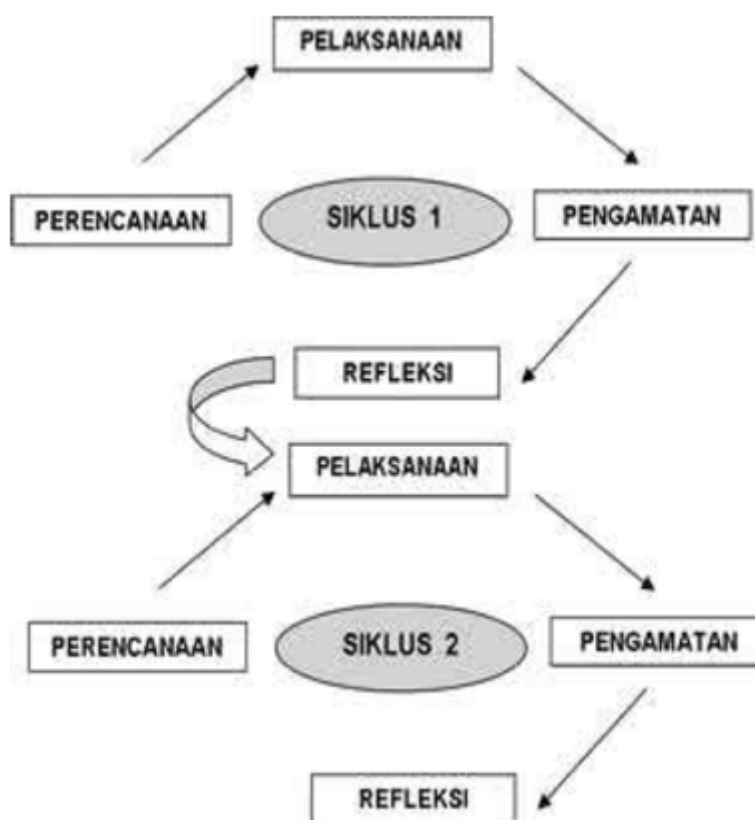 PELAKSANAAN
PERENCANAAN
SIKLUS 1
PENGAMATAN
REFLEKSI
PELAKSANAAN
PERENCANAAN
SIKLUS 2
PENGAMATAN
REFLEKSI